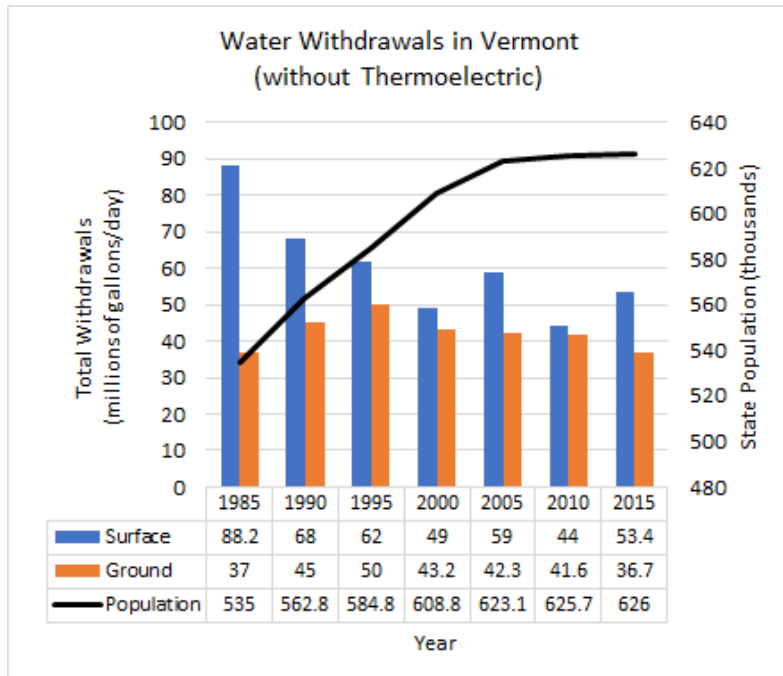 Water Withdrawals in Vermont
(without Thermoelectric)
Total Withdrawals
(millions of gallons/day)
100
90
80
70
60
50
40
30
20
10
0
640
620
600
580
560
540
520
500
480
State Population (thousands)
1985 1990 1995 2000 2005 2010 2015
Surface 88.2 68 62 49 59 44 53.4
Ground 37 45 50 43.2 42.3 41.6 36.7
Population 535 562.8 584.8 608.8 623.1 625.7 626
Year